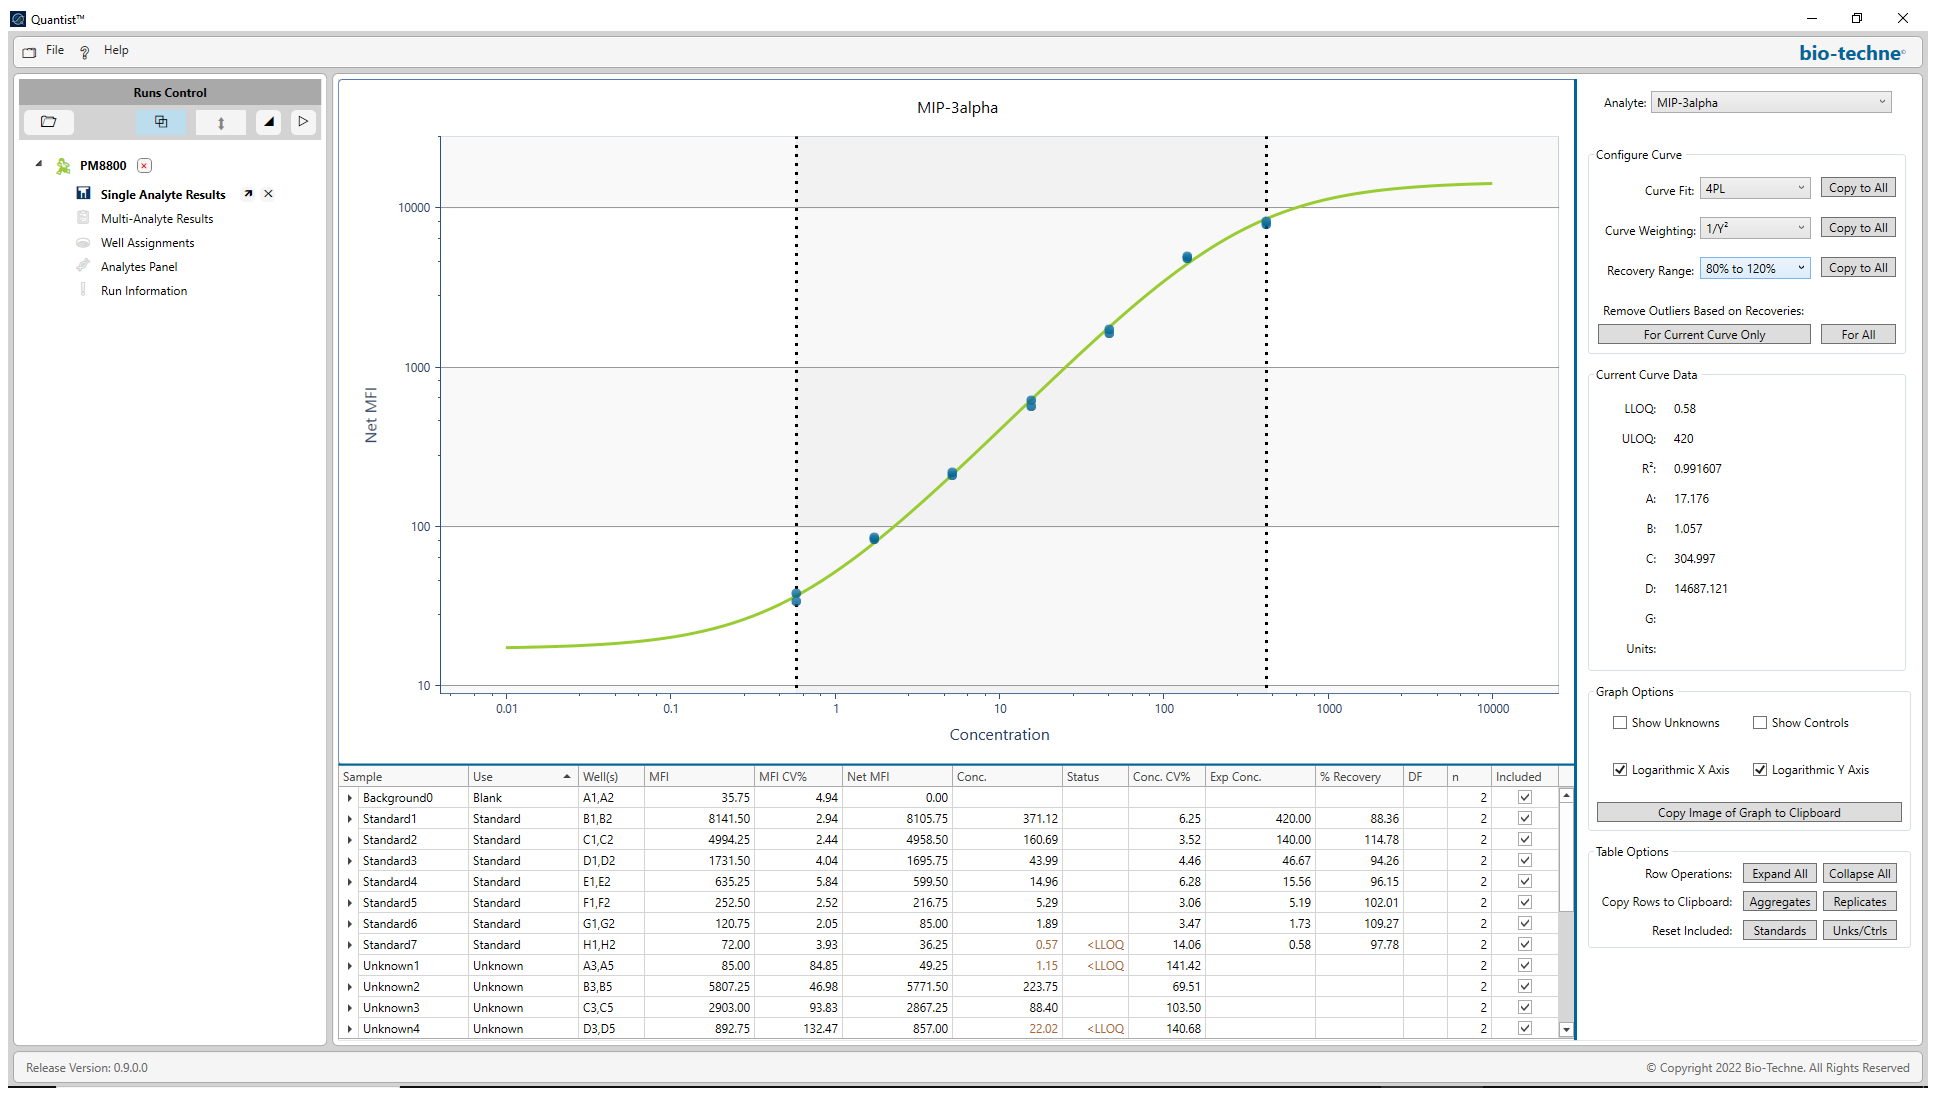 Quantist™
File ? Help
bio-techne
Runs Control
PM8800
Single Analyte Results
Multi-Analyte Results
Well Assignments
Analytes Panel
Run Information
MIP-3alpha
Net MFI
10000
1000
100
10
0.01 0.1 1 10 100 1000 10000
Concentration
Sample Use Well(s) MFI MFI CV% Net MFI Conc. Status Conc. CV% Exp Conc. % Recovery DF n Included
Background0 Blank A1,A2 35.75 4.94 0.00 2
Standard1 Standard B1,B2 8141.50 2.94 8105.75 371.12 6.25 420.00 88.36 2
Standard2 Standard C1,C2 4994.25 2.44 4958.50 160.69 3.52 140.00 114.78 2
Standard3 Standard D1,D2 1731.50 4.04 1695.75 43.99 4.46 46.67 94.26 2
Standard4 Standard E1,E2 635.25 5.84 599.50 14.96 6.28 15.56 96.15 2
Standard5 Standard F1,F2 252.50 2.52 216.75 5.29 3.06 5.19 102.01 2
Standard6 Standard G1,G2 120.75 2.05 85.00 1.89 3.47 1.73 109.27 2
Standard7 Standard H1,H2 72.00 3.93 36.25 0.57 <LLOQ 14.06 0.58 97.78 2
Unknown1 Unknown A3,A5 85.00 84.85 49.25 1.15 <LLOQ 141.42 2
Unknown2 Unknown B3,B5 5807.25 46.98 5771.50 223.75 69.51 2
Unknown3 Unknown C3,C5 2903.00 93.83 2867.25 88.40 103.50 2
Unknown4 Unknown D3,D5 892.75 132.47 857.00 22.02 <LLOQ 140.68 2
Analyte: MIP-3alpha
Configure Curve
Curve Fit: 4PL Copy to All
Curve Weighting: 1/Y² Copy to All
Recovery Range: 80% to 120% Copy to All
Remove Outliers Based on Recoveries:
For Current Curve Only For All
Current Curve Data
LLOQ: 0.58
ULOQ: 420
R²: 0.991607
A: 17.176
B: 1.057
C: 304.997
D: 14687.121
G:
Units:
Graph Options
Show Unknowns Show Controls
Logarithmic X Axis Logarithmic Y Axis
Copy Image of Graph to Clipboard
Table Options
Row Operations: Expand All Collapse All
Copy Rows to Clipboard: Aggregates Replicates
Reset Included: Standards Unks/Ctrls
Release Version: 0.9.0.0
© Copyright 2022 Bio-Techne. All Rights Reserved